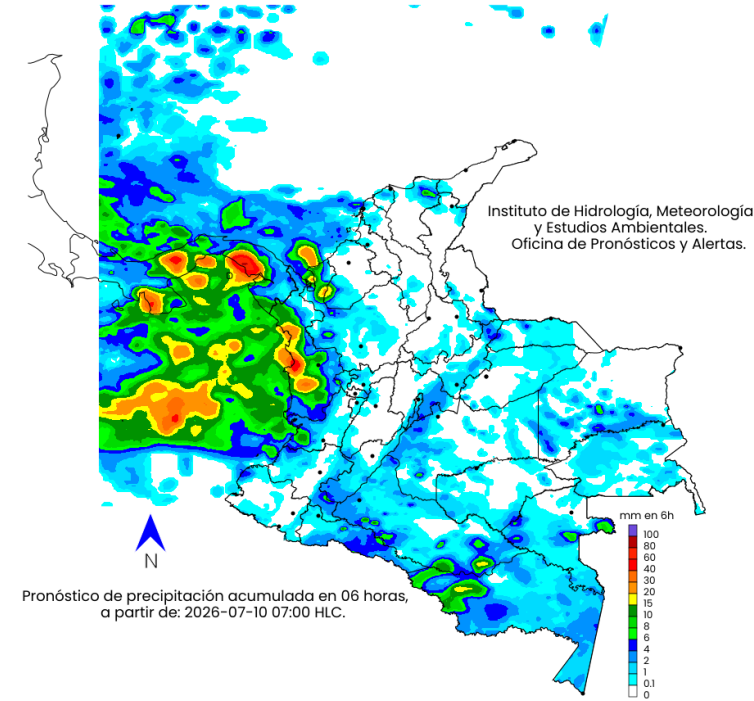 Instituto de Hidrología, Meteorología
y Estudios Ambientales.
Oficina de Pronósticos y Alertas.
mm en 6h
100
80
60
40
30
20
15
10
8
6
4
2
1
0.1
0
N
Pronóstico de precipitación acumulada en 06 horas,
a partir de: 2026-07-10 07:00 HLC.